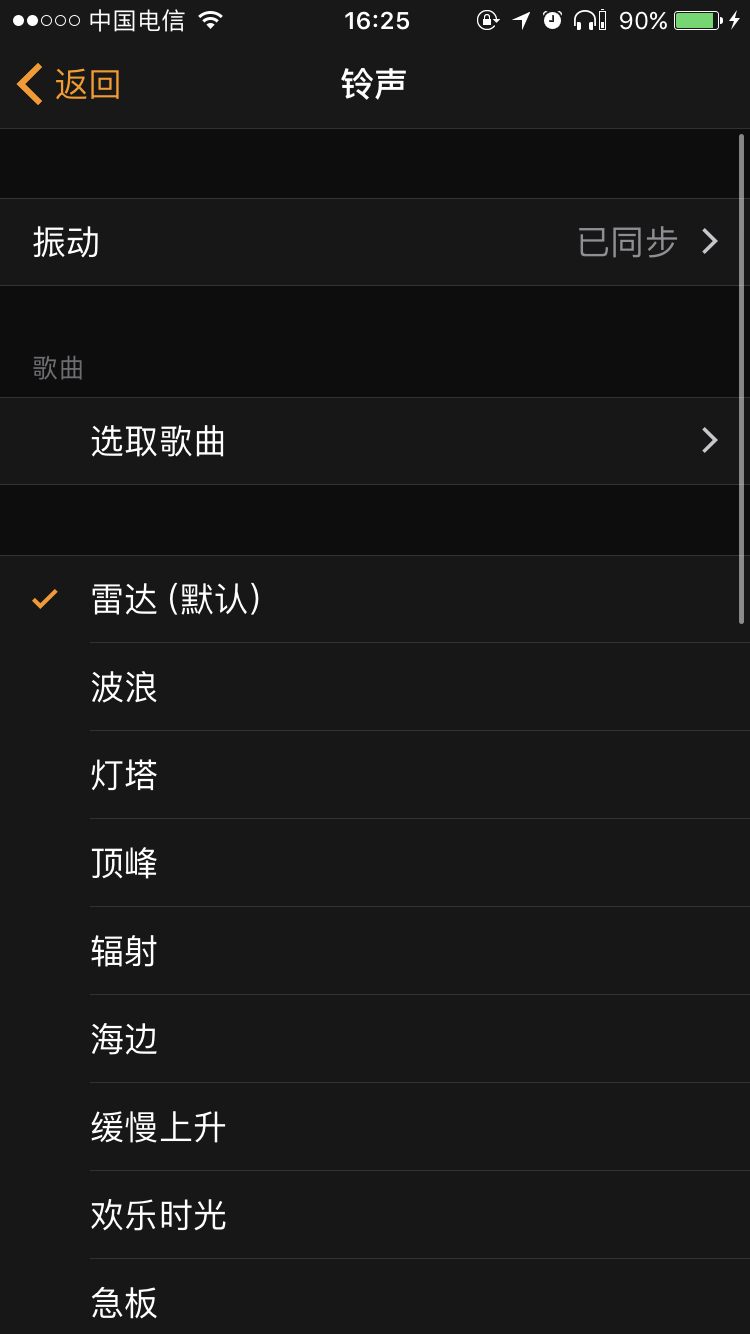 中国电信 16:25 90%
返回 铃声
振动 已同步
歌曲
选取歌曲
雷达 (默认)
波浪
灯塔
顶峰
辐射
海边
缓慢上升
欢乐时光
急板